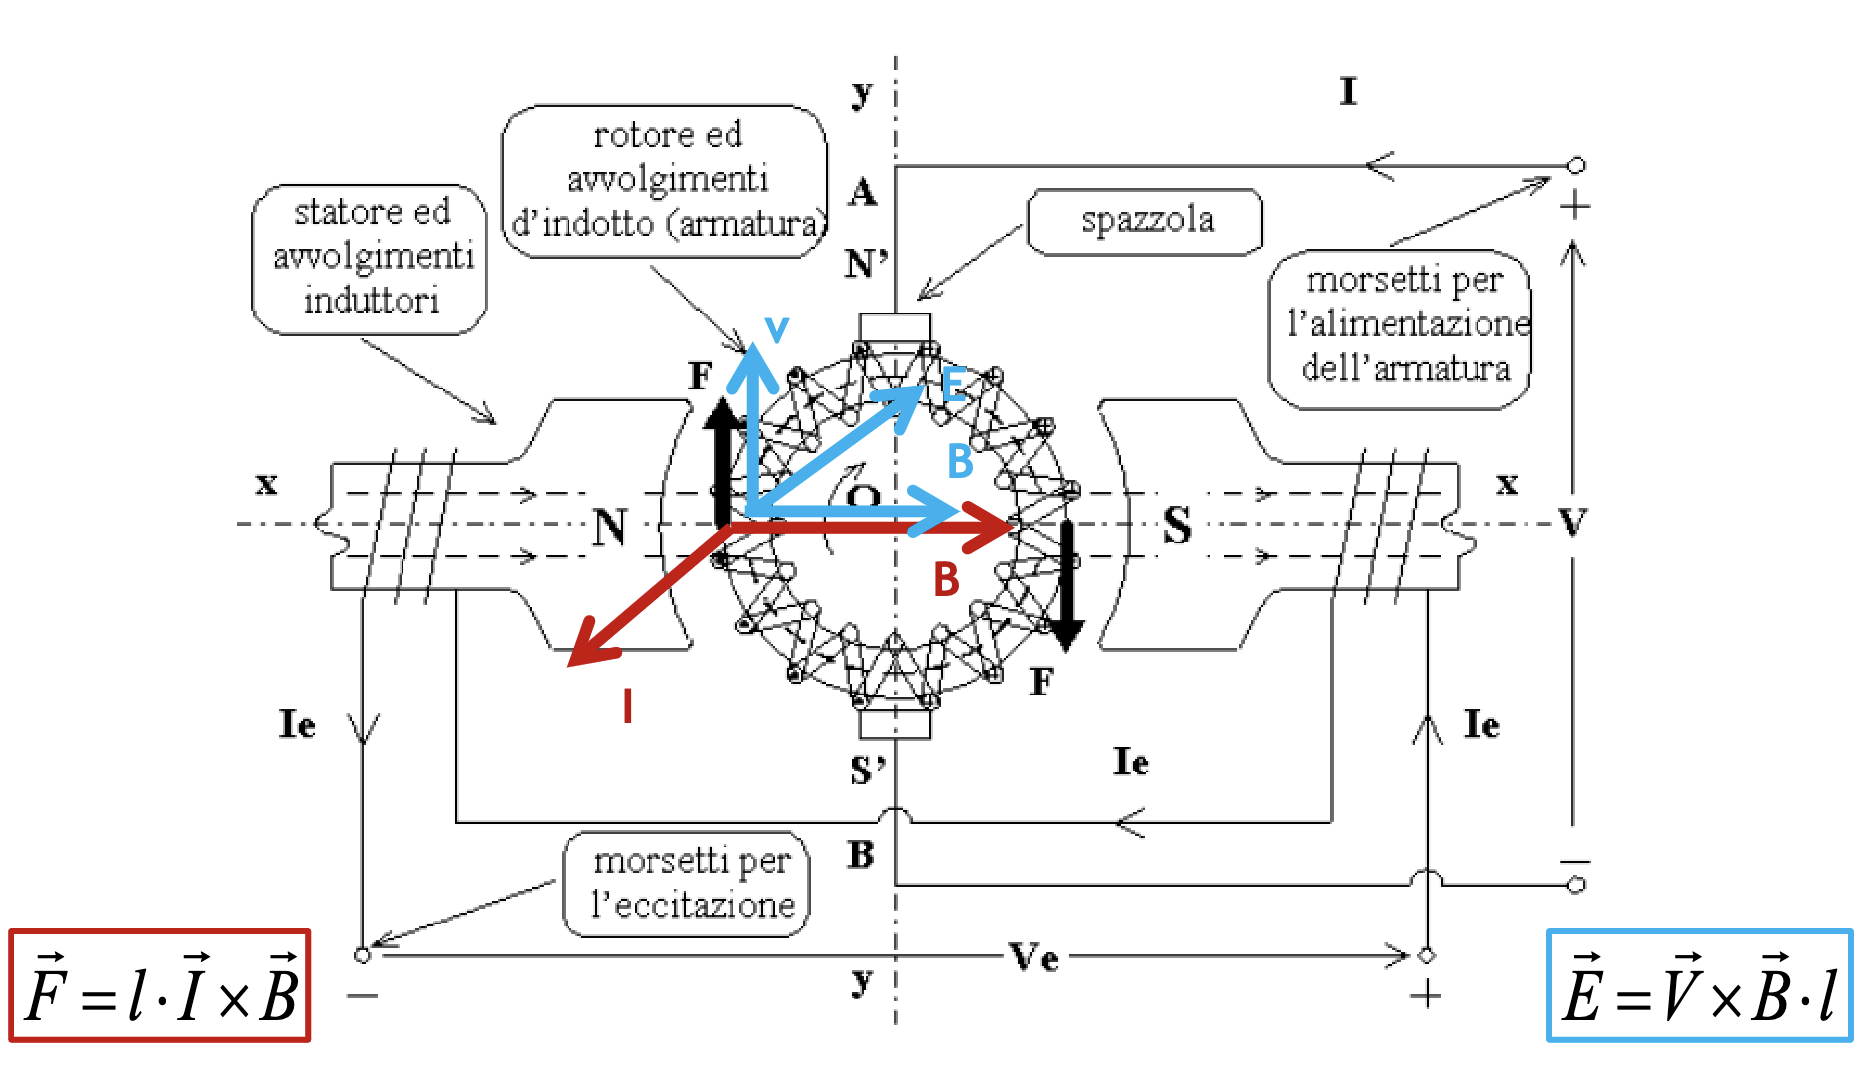 y
I
rotore ed
avvolgimenti
d'indotto (armatura)
A
statore ed
avvolgimenti
induttori
spazzola
+
N'
morsetti per
l'alimentazione
dell'armatura
v
F
E
B
x
O
x
N
S
V
B
I
F
Ie
Ie
Ie
S'
B
morsetti per
l'eccitazione
—
Ve
y
—
+
F = l · I × B
E = V × B · l